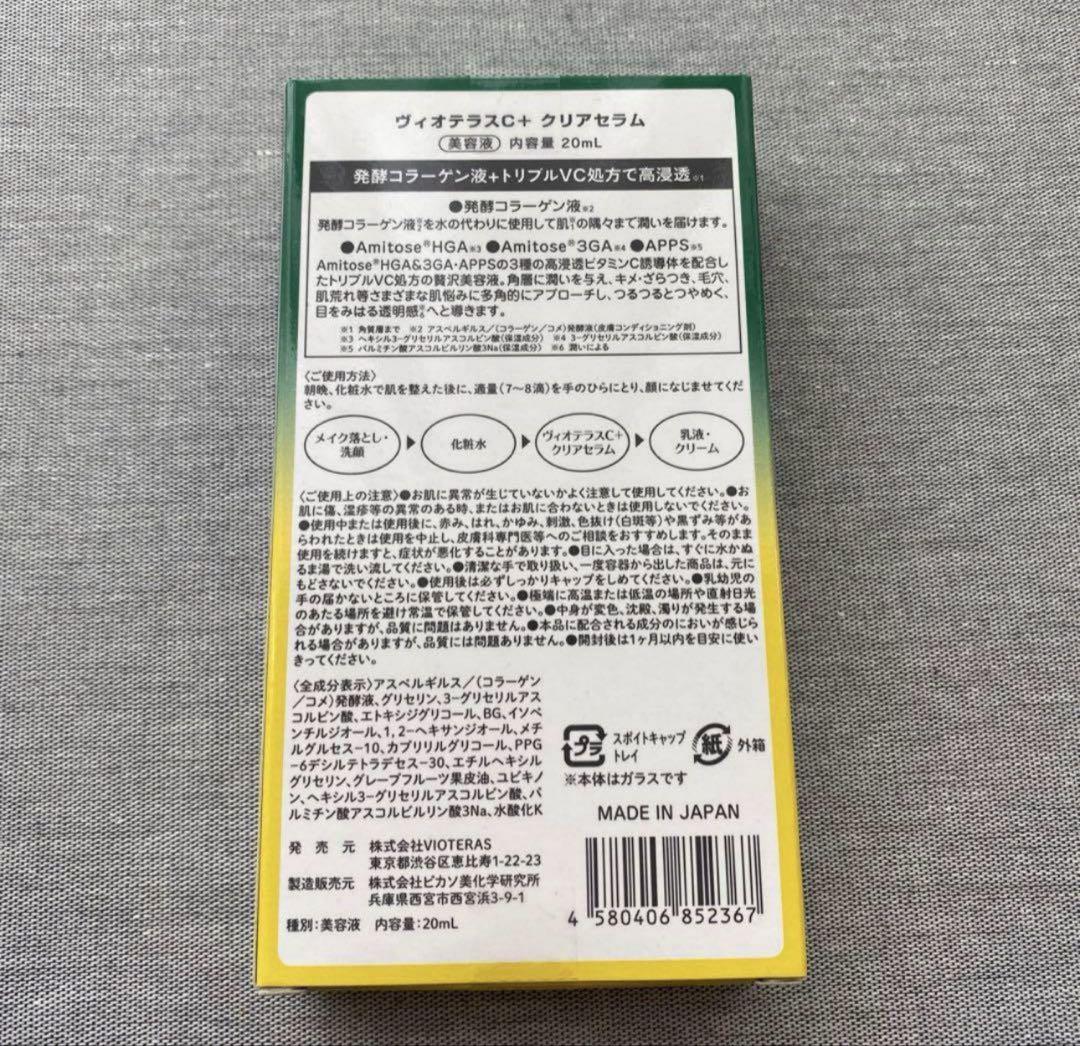 ヴィオテラスC+ クリアセラム
美容液 内容量 20mL
発酵コラーゲン液+トリプルVC処方で高浸透※1
●発酵コラーゲン液※2
発酵コラーゲン液※2を水の代わりに使用して肌※1の隅々まで潤いを届けます。
●Amitose®HGA※3 ●Amitose®3GA※4 ●APPS※5
Amitose®HGA&3GA・APPSの3種の高浸透ビタミンC誘導体を配合し
たトリプルVC処方の贅沢美容液。角層に潤いを与え、キメ・ざらつき、毛穴、
肌荒れ等さまざまな肌悩みに多角的にアプローチし、つるつるとつやめく、
目をみはる透明感※6へと導きます。
※1 角質層まで ※2 アスペルギルス/(コラーゲン/コメ)発酵液(皮膚コンディショニング剤)
※3 ヘキシル3-グリセリルアスコルビン酸(保湿成分) ※4 3-グリセリルアスコルビン酸(保湿成分)
※5 パルミチン酸アスコルビルリン酸3Na(保湿成分) ※6 潤いによる
〈ご使用方法〉
朝晩、化粧水で肌を整えた後に、適量(7〜8滴)を手のひらにとり、顔になじませてくだ
さい。
メイク落とし・洗顔 ▶ 化粧水 ▶ ヴィオテラスC+クリアセラム ▶ 乳液・クリーム
〈ご使用上の注意〉●お肌に異常が生じていないかよく注意して使用してください。●お
肌に傷、湿疹等の異常のある時、またはお肌に合わないときは使用しないでください。
●使用中または使用後に、赤み、はれ、かゆみ、刺激、色抜け(白斑等)や黒ずみ等があ
らわれたときは使用を中止し、皮膚科専門医等へのご相談をおすすめします。そのまま
使用を続けますと、症状が悪化することがあります。●目に入った場合は、すぐに水かぬ
るま湯で洗い流してください。●清潔な手で取り扱い、一度容器から出した商品は、元に
もどさないでください。●使用後は必ずしっかりキャップをしめてください。●乳幼児の
手の届かないところに保管してください。●極端に高温または低温の場所や直射日光
のあたる場所を避け常温で保管してください。●中身が変色、沈殿、濁りが発生する場
合がありますが、品質に問題はありません。●本品に配合される成分のにおいが感じら
れる場合がありますが、品質には問題ありません。●開封後は1ヶ月以内を目安に使い
きってください。
〈全成分表示〉アスペルギルス/(コラーゲン
/コメ)発酵液、グリセリン、3-グリセリルアス
コルビン酸、エトキシジグリコール、BG、イソペ
ンチルジオール、1,2-ヘキサンジオール、メチ
ルグルセス-10、カプリリルグリコール、PPG
-6デシルテトラデセス-30、エチルヘキシル
グリセリン、グレープフルーツ果皮油、ユビキノ
ン、ヘキシル3-グリセリルアスコルビン酸、パ
ルミチン酸アスコルビルリン酸3Na、水酸化K
プラ スポイトキャップ
トレイ
紙 外箱
※本体はガラスです
MADE IN JAPAN
発売元 株式会社VIOTERAS
東京都渋谷区恵比寿1-22-23
製造販売元 株式会社ピカソ美化学研究所
兵庫県西宮市西宮浜3-9-1
種別:美容液 内容量:20mL
4 580406 852367